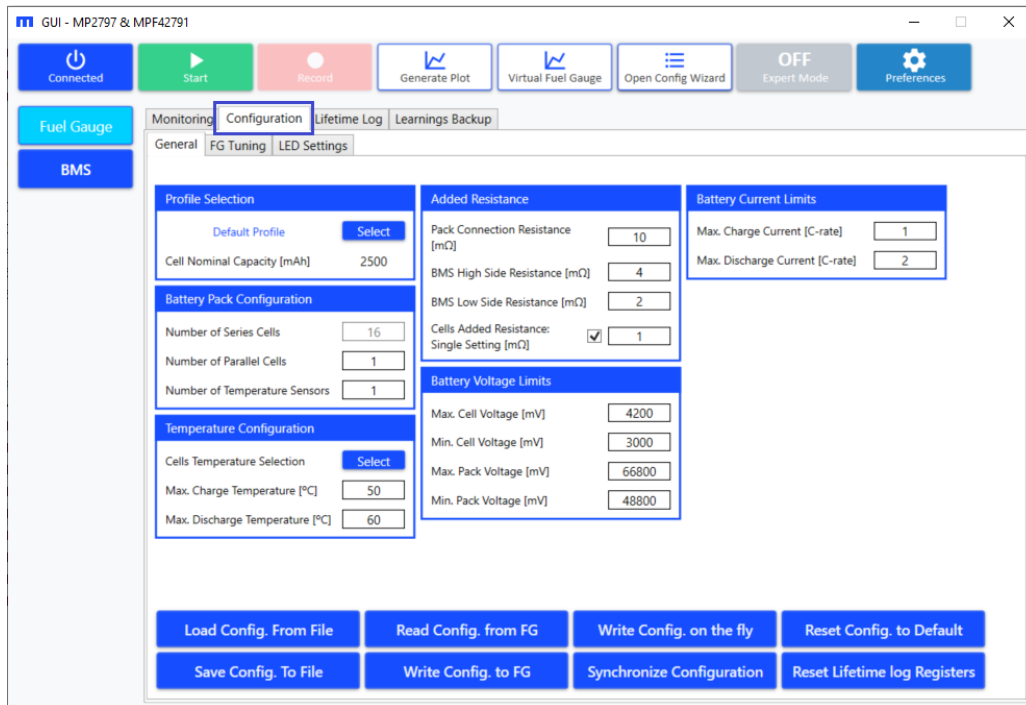 GUI - MP2797 & MPF42791
Connected
Start
Record
Generate Plot
Virtual Fuel Gauge
Open Config Wizard
OFF
Expert Mode
Preferences
Fuel Gauge
BMS
Monitoring
Configuration
Lifetime Log
Learnings Backup
General
FG Tuning
LED Settings
Profile Selection
Default Profile
Select
Cell Nominal Capacity [mAh] 2500
Battery Pack Configuration
Number of Series Cells 16
Number of Parallel Cells 1
Number of Temperature Sensors 1
Temperature Configuration
Cells Temperature Selection Select
Max. Charge Temperature [ºC] 50
Max. Discharge Temperature [ºC] 60
Added Resistance
Pack Connection Resistance
[mΩ] 10
BMS High Side Resistance [mΩ] 4
BMS Low Side Resistance [mΩ] 2
Cells Added Resistance:
Single Setting [mΩ] 1
Battery Voltage Limits
Max. Cell Voltage [mV] 4200
Min. Cell Voltage [mV] 3000
Max. Pack Voltage [mV] 66800
Min. Pack Voltage [mV] 48800
Battery Current Limits
Max. Charge Current [C-rate] 1
Max. Discharge Current [C-rate] 2
Load Config. From File
Read Config. from FG
Write Config. on the fly
Reset Config. to Default
Save Config. To File
Write Config. to FG
Synchronize Configuration
Reset Lifetime log Registers